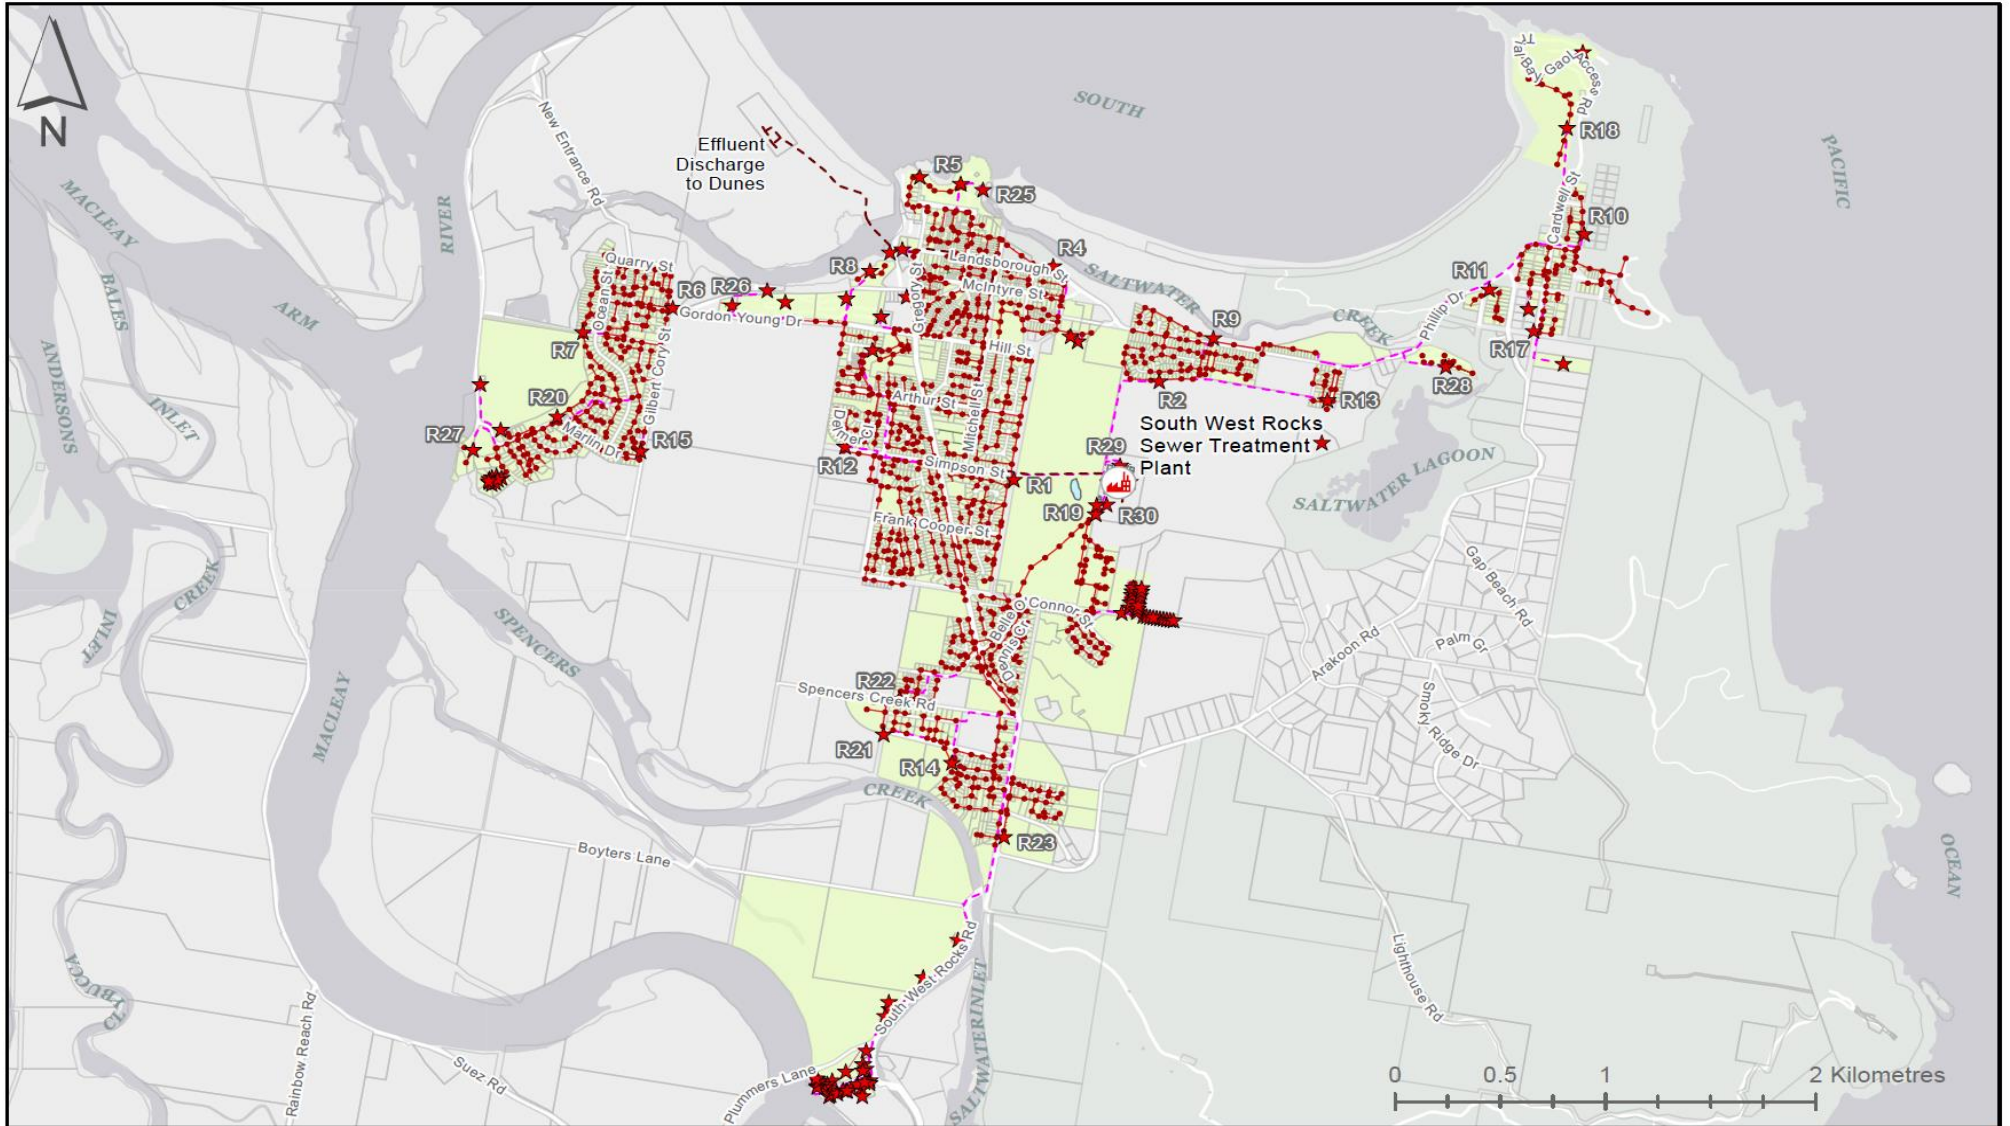 N
SOUTH
PACIFIC
OCEAN
MACLEAY
ARM
RIVER
BALES
INLET
ANDERSONS
INLET
CREEK
SPENCERS
CREEK
MACLEAY
CL
SALTWATER
CREEK
SALTWATER LAGOON
SALTWATER INLET
Effluent
Discharge
to Dunes
New Entrance Rd
Quarry St
Ocean St
Gordon Young Dr
Gilbert Cory St
Marlin Dr
Gregory St
Landsborough St
McIntyre St
Hill St
Arthur St
Mitchell St
Delmer Cl
Simpson St
Frank Cooper St
Belle O'Connor St
Dennis Cr
Spencers Creek Rd
Boyters Lane
South West Rocks Rd
Plummers Lane
Suez Rd
Rainbow Reach Rd
Phillip Dr
Cardwell St
Gaol
Access
Rd
Gap Beach Rd
Arakoon Rd
Palm Gr
Smoky Ridge Dr
Lighthouse Rd
R5
R25
R4
R8
R26
R6
R7
R20
R27
R15
R12
R1
R9
R2
R13
R28
R11
R10
R18
R17
R29
R19
R30
R22
R21
R14
R23
South West Rocks
Sewer Treatment
Plant
0 0.5 1 2 Kilometres